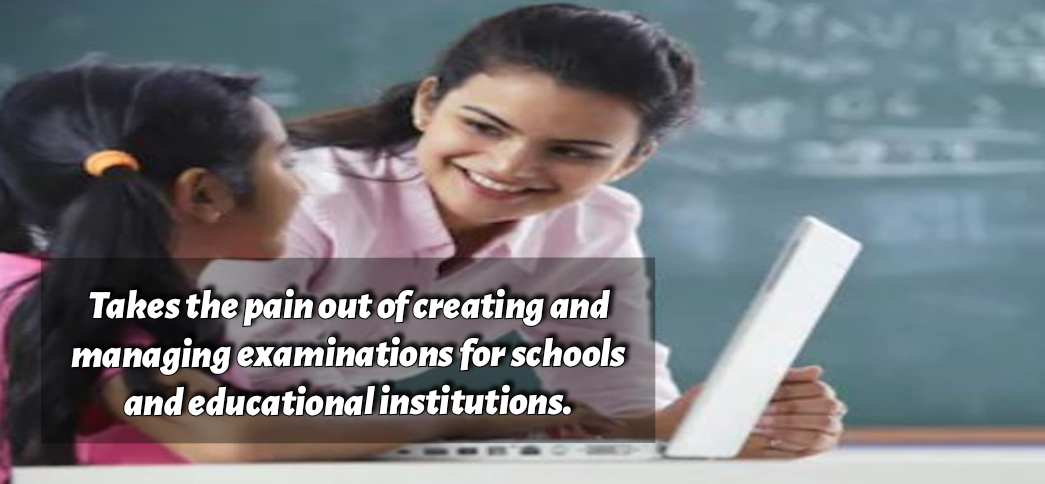 Takes the pain out of creating and
managing examinations for schools
and educational institutions.